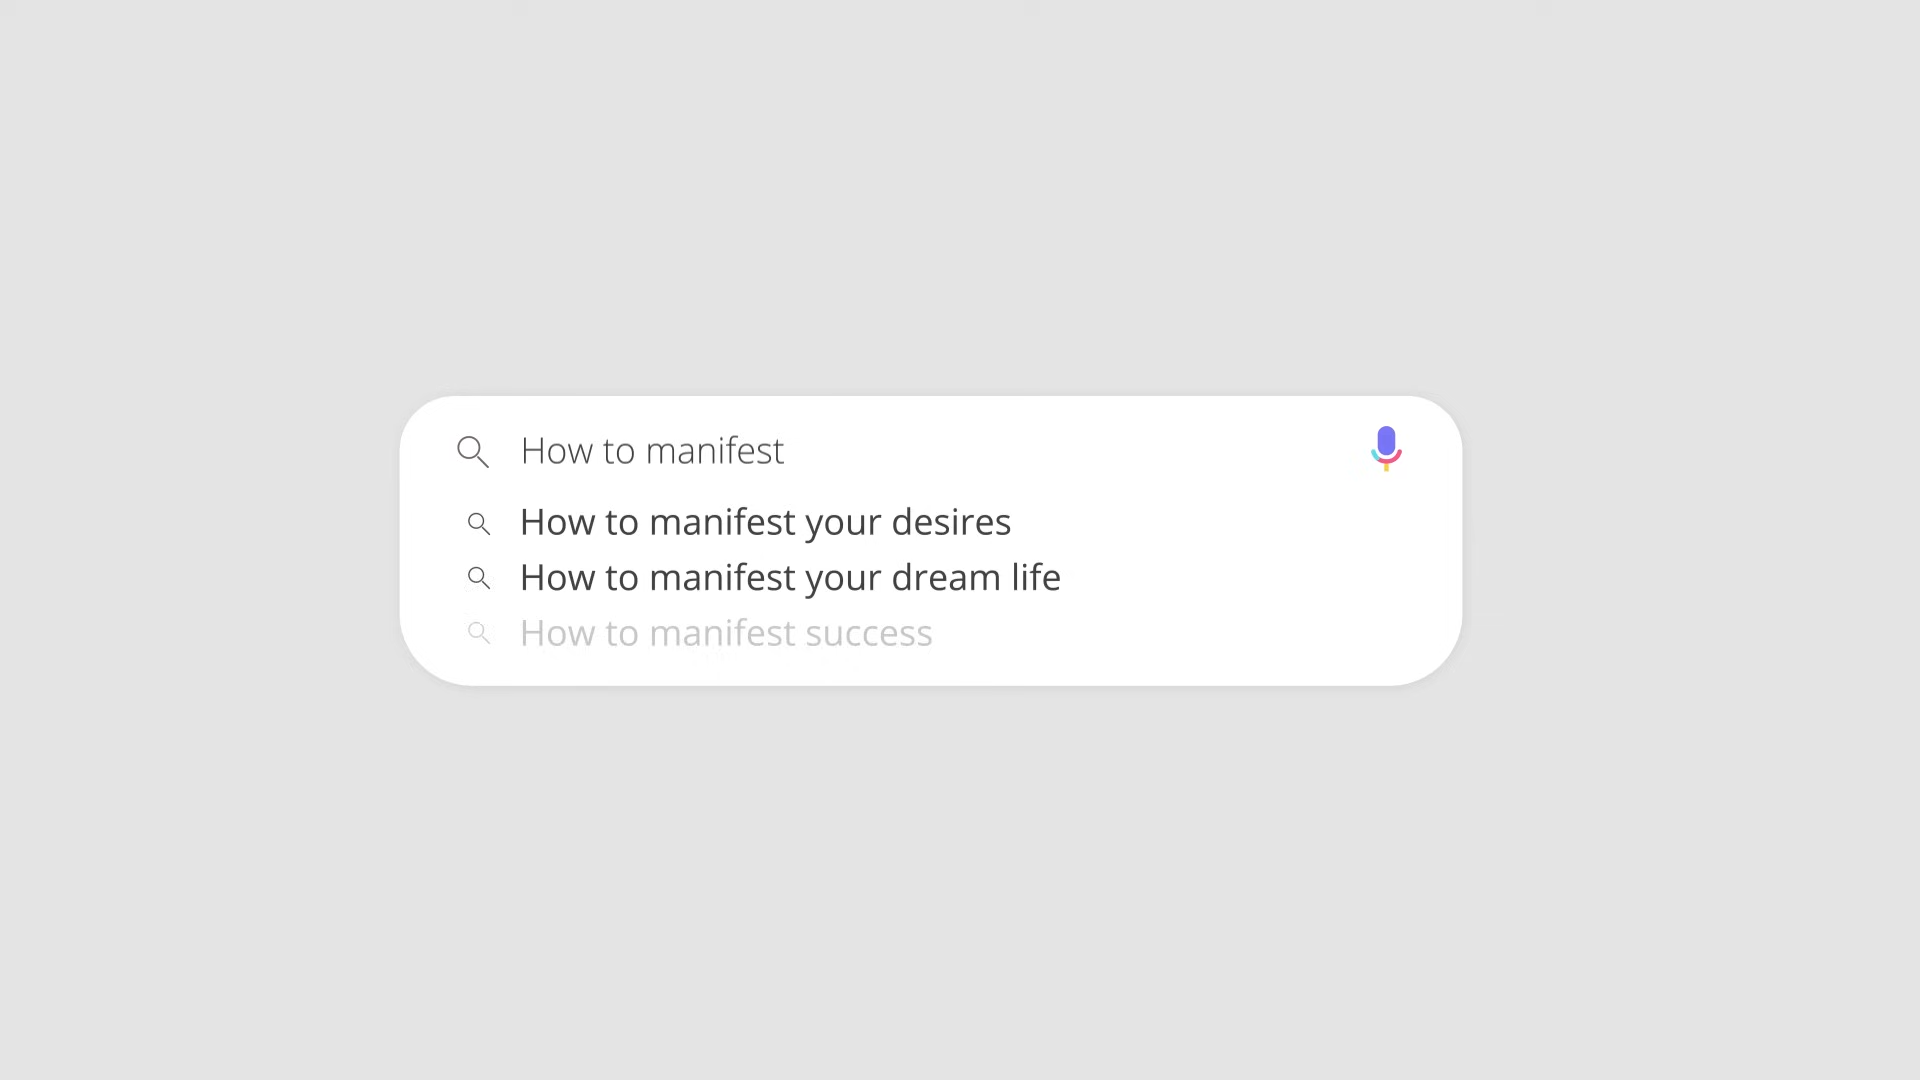 How to manifest
How to manifest your desires
How to manifest your dream life
How to manifest success